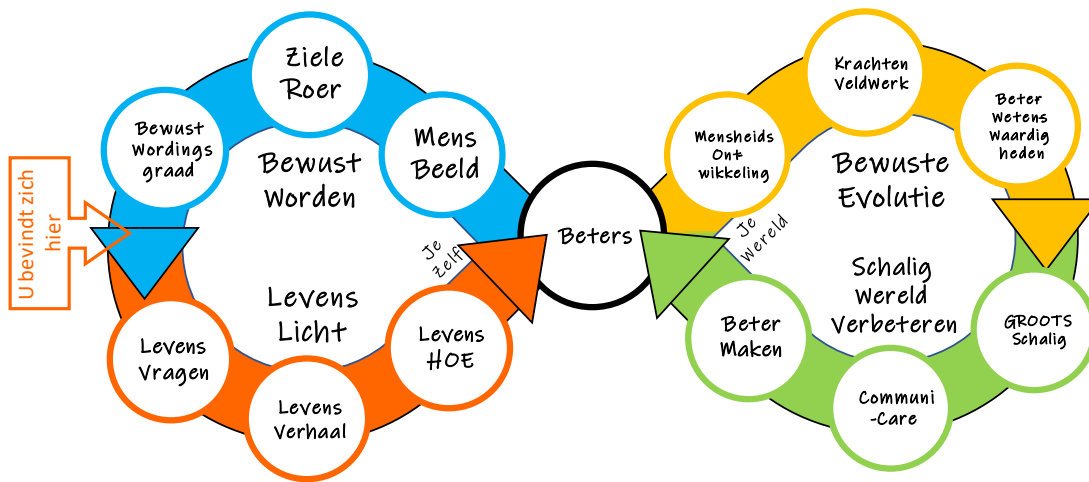 Ziele
Roer
Bewust
Wordings
graad
Mens
Beeld
Bewust
Worden
U bevindt zich
hier
Je
Zelf
Levens
Licht
Levens
Vragen
Levens
Verhaal
Levens
HOE
Beters
Krachten
VeldWerk
Mensheids
Ont
wikkeling
Beter
Wetens
Waardig
heden
Bewuste
Evolutie
Je
Wereld
Schalig
Wereld
Verbeteren
GROOTS
Schalig
Beter
Maken
Communi
-Care